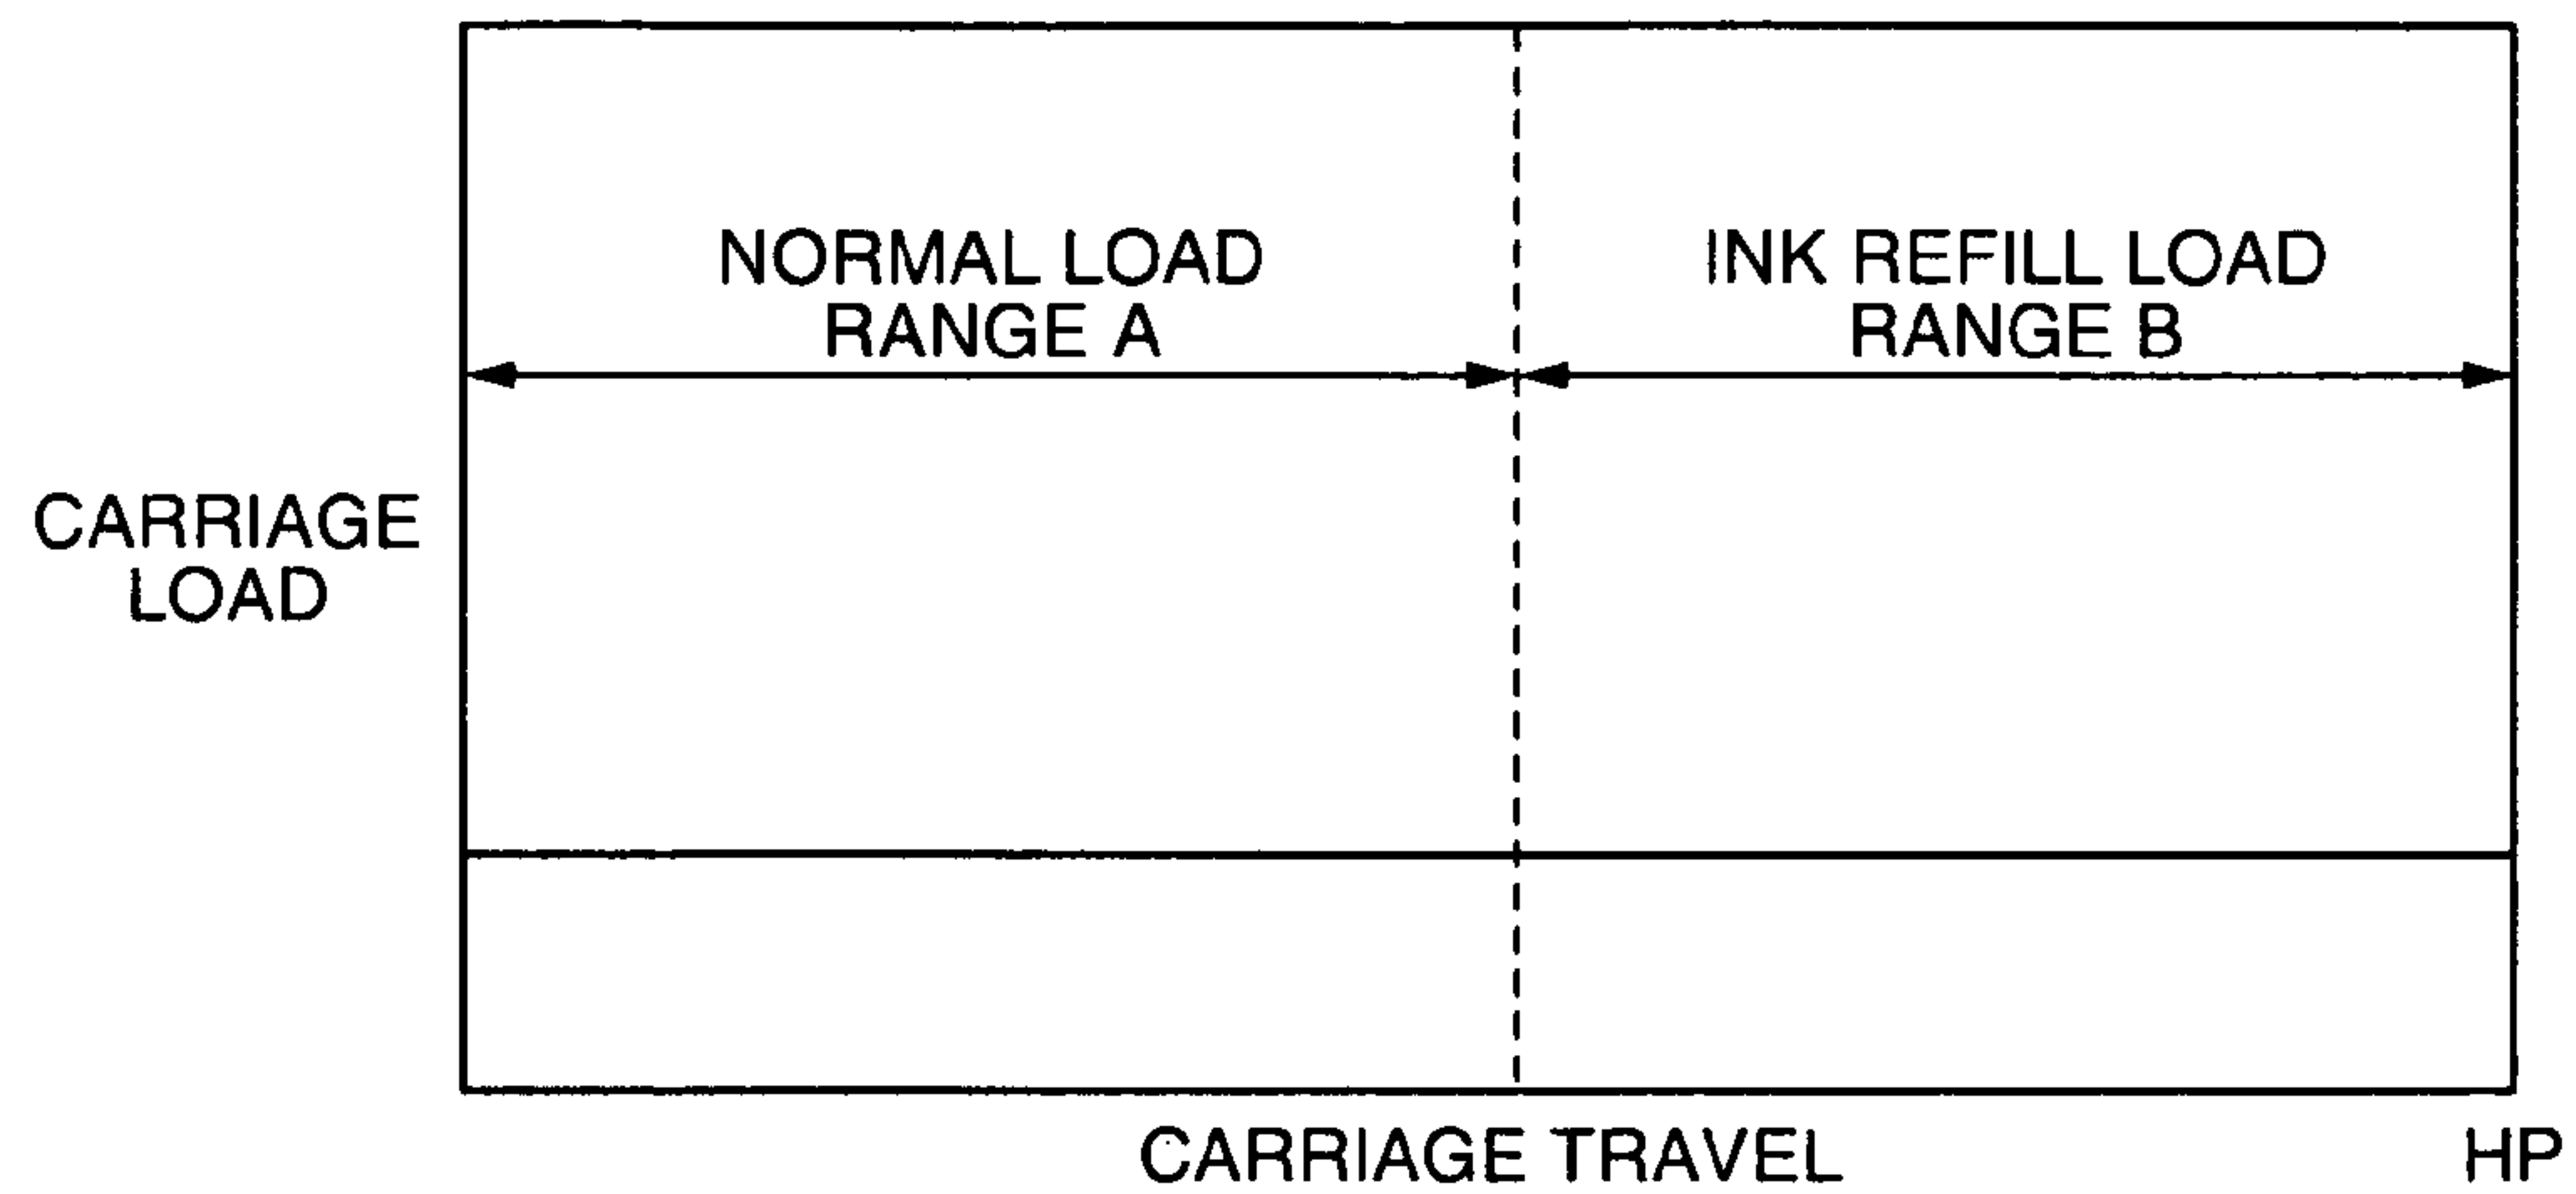 NORMAL LOAD
RANGE A
INK REFILL LOAD
RANGE B
CARRIAGE
LOAD
CARRIAGE TRAVEL
HP